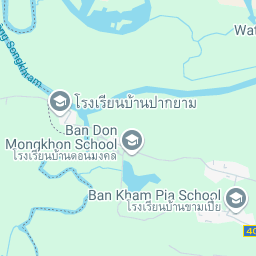 Wat
ng Songkhram
โรงเรียนบ้านปากยาม
Ban Don
Mongkhon School
โรงเรียนบ้านดอนมงคล
Ban Kham Pia School
โรงเรียนบ้านขามเปี้ย
40